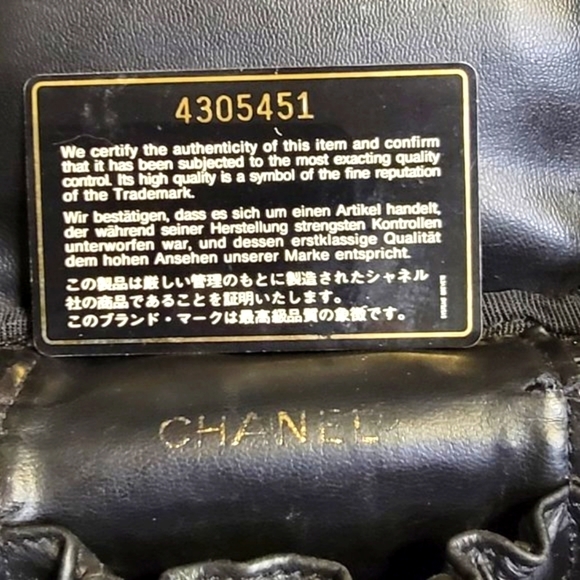 4305451
We certify the authenticity of this item and confirm
that it has been subjected to the most exacting quality
control. Its high quality is a symbol of the fine reputation
of the Trademark.
Wir bestätigen, dass es sich um einen Artikel handelt,
der während seiner Herstellung strengsten Kontrollen
unterworfen war, und dessen erstklassige Qualität
dem hohen Ansehen unserer Marke entspricht.
この製品は厳しい管理のもとに製造されたシャネル
社の商品であることを証明いたします。
このブランド・マークは最高級品質の象徴です。
CHANEL